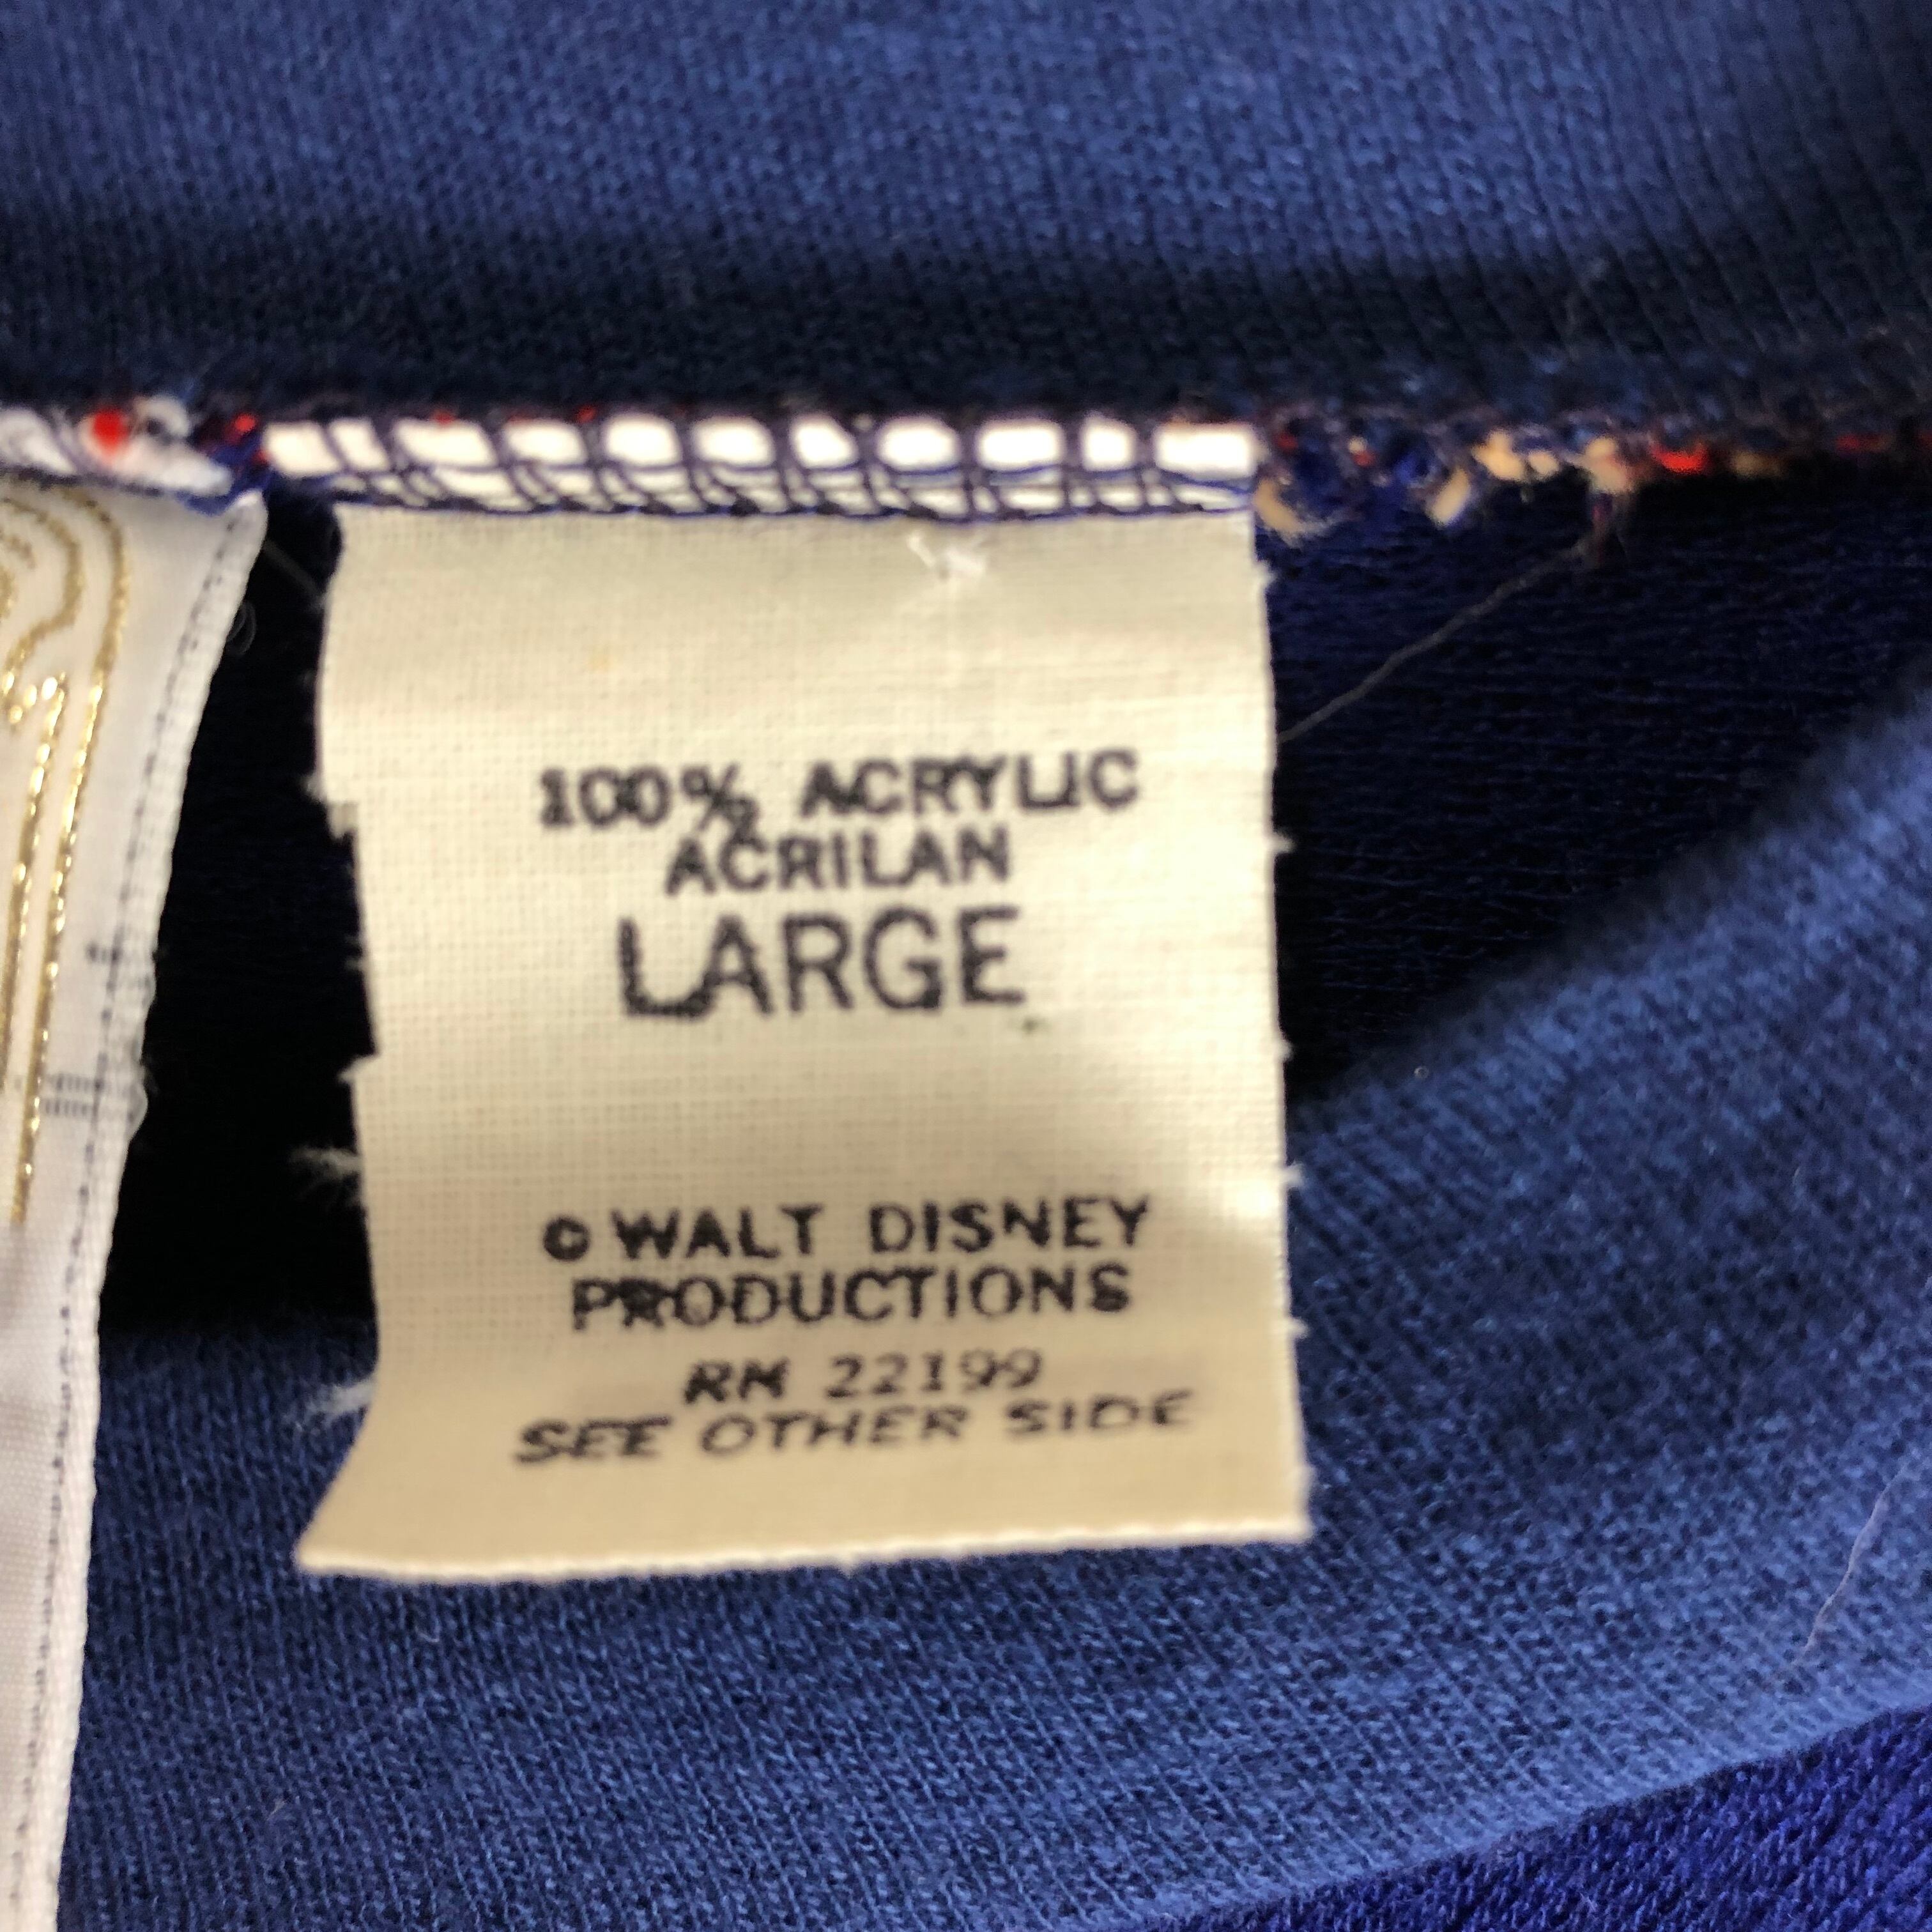 100% ACRYLIC
ACRILAN
LARGE
© WALT DISNEY
PRODUCTIONS
RN 22199
SEE OTHER SIDE